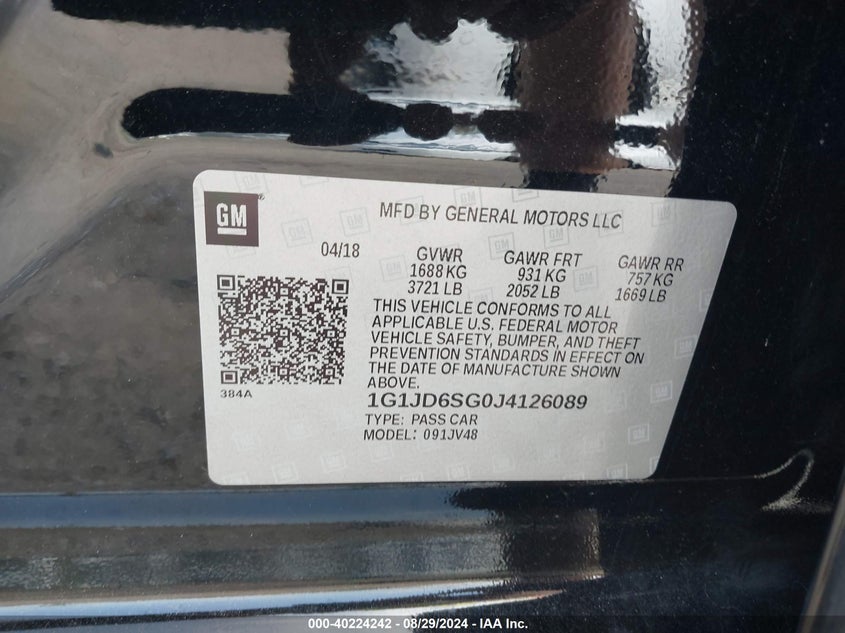 GM
MFD BY GENERAL MOTORS LLC
04/18
GVWR GAWR FRT GAWR RR
1688 KG 931 KG 757 KG
3721 LB 2052 LB 1669 LB
THIS VEHICLE CONFORMS TO ALL
APPLICABLE U.S. FEDERAL MOTOR
VEHICLE SAFETY, BUMPER, AND THEFT
PREVENTION STANDARDS IN EFFECT ON
THE DATE OF MANUFACTURE SHOWN
ABOVE.
384A
1G1JD6SG0J4126089
TYPE: PASS CAR
MODEL: 091JV48
000-40224242 - 08/29/2024 - IAA Inc.